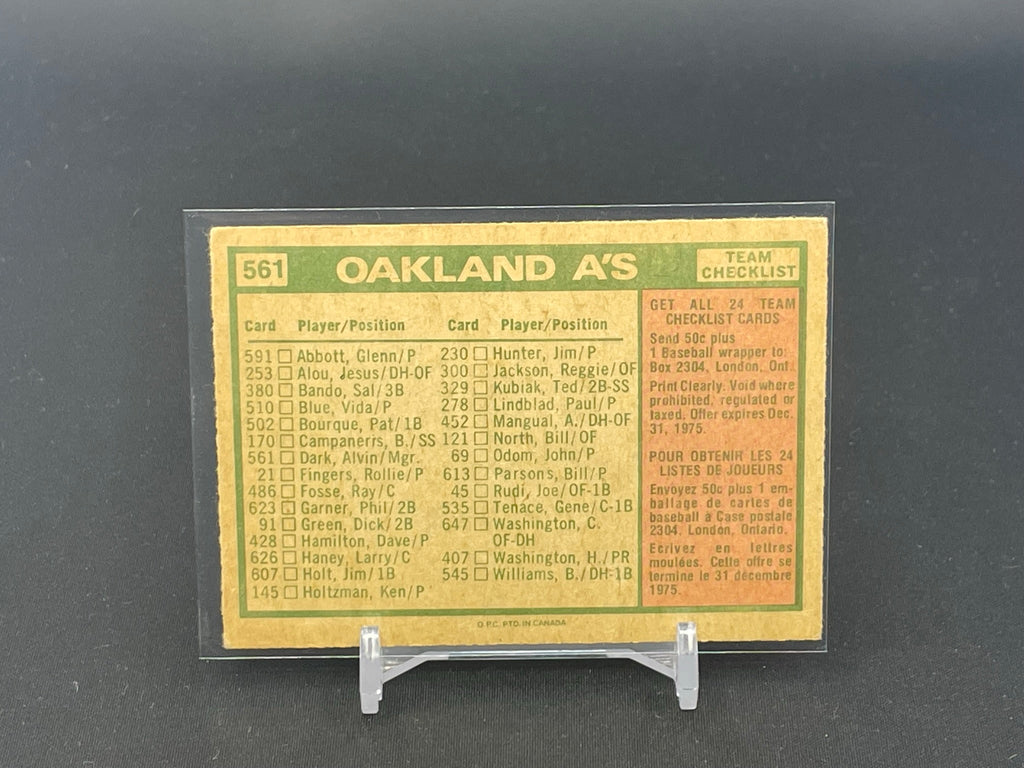 561 OAKLAND A'S TEAM CHECKLIST
Card Player/Position Card Player/Position
591 Abbott, Glenn/P
253 Alou, Jesus/DH-OF
380 Bando, Sal/3B
510 Blue, Vida/P
502 Bourque, Pat/1B
170 Campaneris, B./SS
561 Dark, Alvin/Mgr.
21 Fingers, Rollie/P
486 Fosse, Ray/C
623 Garner, Phil/2B
91 Green, Dick/2B
428 Hamilton, Dave/P
626 Haney, Larry/C
607 Holt, Jim/1B
145 Holtzman, Ken/P
230 Hunter, Jim/P
300 Jackson, Reggie/OF
329 Kubiak, Ted/2B-SS
278 Lindblad, Paul/P
452 Mangual, A./DH-OF
121 North, Bill/OF
69 Odom, John/P
613 Parsons, Bill/P
45 Rudi, Joe/OF-1B
535 Tenace, Gene/C-1B
647 Washington, C.
OF-DH
407 Washington, H./PR
545 Williams, B./DH-1B
GET ALL 24 TEAM
CHECKLIST CARDS
Send 50c plus
1 Baseball wrapper to:
Box 2304, London, Ont.
Print Clearly. Void where
prohibited, regulated or
taxed. Offer expires Dec.
31, 1975.
POUR OBTENIR LES 24
LISTES DE JOUEURS
Envoyez 50c plus 1 em-
ballage de cartes de
baseball à Case postale
2304, London, Ontario.
Ecrivez en lettres
moulées. Cette offre se
termine le 31 décembre
1975.
O.P.C. PTD. IN CANADA